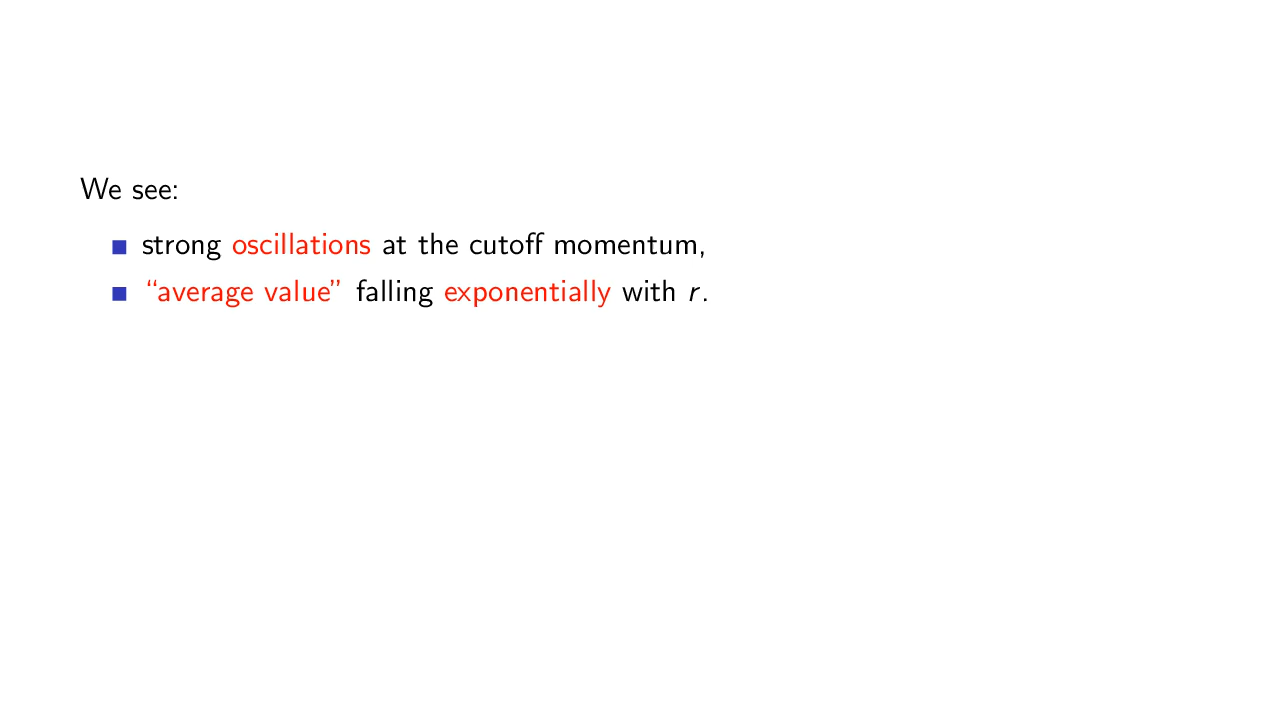 We see:
■ strong oscillations at the cutoff momentum,
■ “average value” falling exponentially with r.